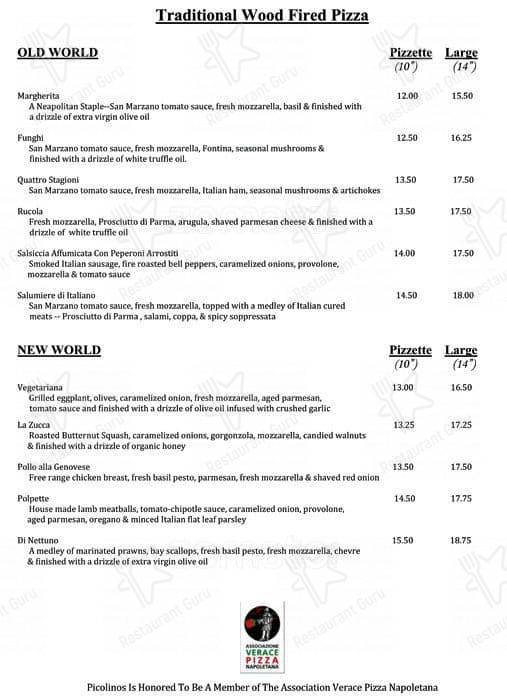 Traditional Wood Fired Pizza
OLD WORLD Pizzette Large
(10") (14")
Margherita 12.00 15.50
A Neapolitan Staple--San Marzano tomato sauce, fresh mozzarella, basil & finished with
a drizzle of extra virgin olive oil
Funghi 12.50 16.25
San Marzano tomato sauce, fresh mozzarella, Fontina, seasonal mushrooms &
finished with a drizzle of white truffle oil.
Quattro Stagioni 13.50 17.50
San Marzano tomato sauce, fresh mozzarella, Italian ham, seasonal mushrooms & artichokes
Rucola 13.50 17.50
Fresh mozzarella, Prosciutto di Parma, arugula, shaved parmesan cheese & finished with a
drizzle of white truffle oil
Salsiccia Affumicata Con Peperoni Arrostiti 14.00 17.50
Smoked Italian sausage, fire roasted bell peppers, caramelized onions, provolone,
mozzarella & tomato sauce
Salumiere di Italiano 14.50 18.00
San Marzano tomato sauce, fresh mozzarella, topped with a medley of Italian cured
meats -- Prosciutto di Parma , salami, coppa, & spicy soppressata
NEW WORLD Pizzette Large
(10") (14")
Vegetariana 13.00 16.50
Grilled eggplant, olives, caramelized onion, fresh mozzarella, aged parmesan,
tomato sauce and finished with a drizzle of olive oil infused with crushed garlic
La Zucca 13.25 17.25
Roasted Butternut Squash, caramelized onions, gorgonzola, mozzarella, candied walnuts
& finished with a drizzle of organic honey
Pollo alla Genovese 13.50 17.50
Free range chicken breast, fresh basil pesto, parmesan, fresh mozzarella & shaved red onion
Polpette 14.50 17.75
House made lamb meatballs, tomato-chipotle sauce, caramelized onion, provolone,
aged parmesan, oregano & minced Italian flat leaf parsley
Di Nettuno 15.50 18.75
A medley of marinated prawns, bay scallops, fresh basil pesto, fresh mozzarella, chevre
& finished with a drizzle of extra virgin olive oil
ASSOCIAZIONE
VERACE
PIZZA
NAPOLETANA
Picolinos Is Honored To Be A Member of The Association Verace Pizza Napoletana
Restaurant Guru